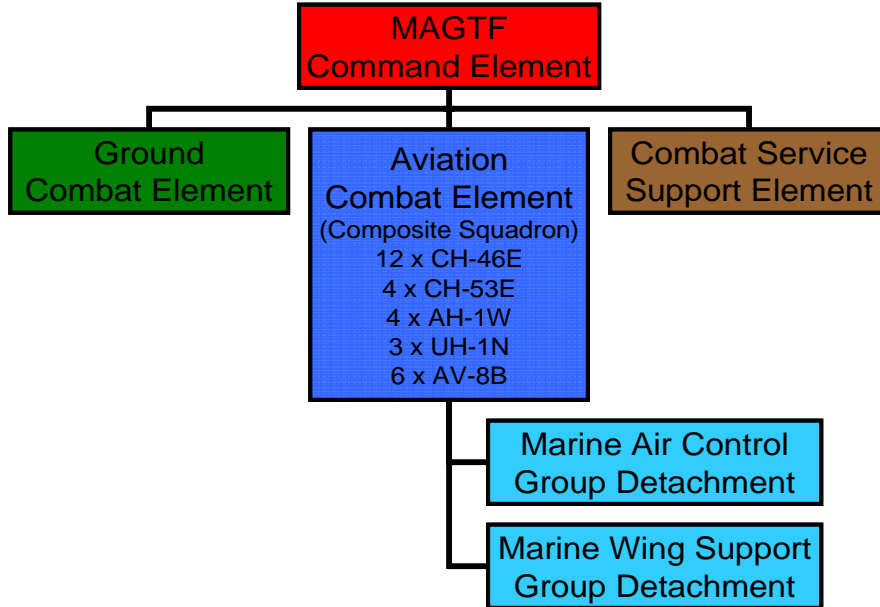 MAGTF
Command Element
Ground
Combat Element
Aviation
Combat Element
(Composite Squadron)
12 x CH-46E
4 x CH-53E
4 x AH-1W
3 x UH-1N
6 x AV-8B
Combat Service
Support Element
Marine Air Control
Group Detachment
Marine Wing Support
Group Detachment